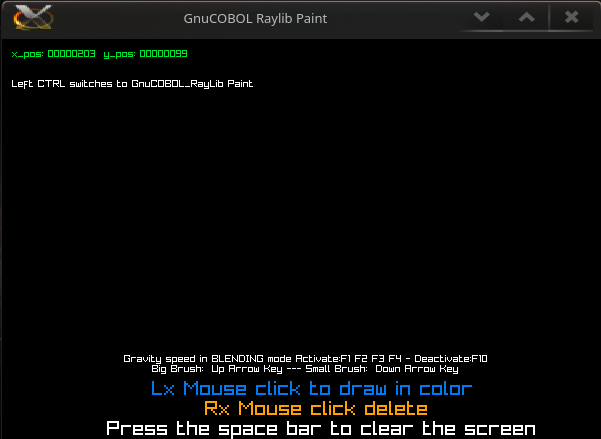 GnuCOBOL Raylib Paint
x_pos: 00000203 y_pos: 00000099
Left CTRL switches to GnuCOBOL_RayLib Paint
Gravity speed in BLENDING mode Activate:F1 F2 F3 F4 - Deactivate:F10
Big Brush: Up Arrow Key --- Small Brush: Down Arrow Key
Lx Mouse click to draw in color
Rx Mouse click delete
Press the space bar to clear the screen